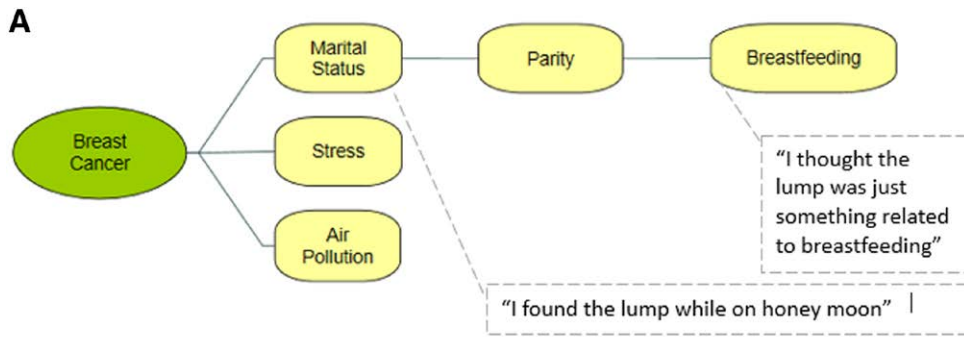 A
Marital
Status
Parity
Breastfeeding
Breast
Cancer
Stress
Air
Pollution
“I thought the
lump was just
something related
to breastfeeding”
“I found the lump while on honey moon”